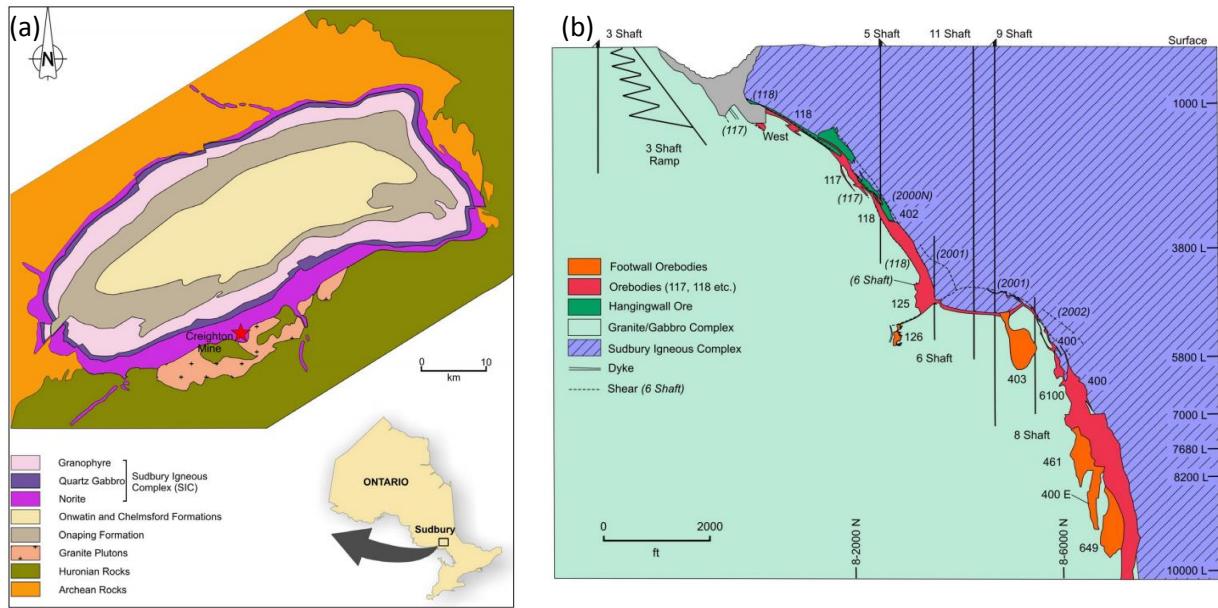 (a)
N
Creighton
Mine
0 10
km
Granophyre
Quartz Gabbro
Norite
Sudbury Igneous
Complex (SIC)
Onwatin and Chelmsford Formations
Onaping Formation
Granite Plutons
Huronian Rocks
Archean Rocks
ONTARIO
Sudbury
(b)
3 Shaft
5 Shaft
11 Shaft
9 Shaft
Surface
(118)
1000 L
118
(117)
West
3 Shaft
Ramp
117
(117)
(2000N)
118
402
3800 L
(118)
(2001)
(6 Shaft)
(2001)
125
(2002)
126
400
6 Shaft
5800 L
403
400
6100
7000 L
8 Shaft
7680 L
461
8200 L
400 E
649
10000 L
Footwall Orebodies
Orebodies (117, 118 etc.)
Hangingwall Ore
Granite/Gabbro Complex
Sudbury Igneous Complex
Dyke
Shear (6 Shaft)
0 2000
ft
8-2000 N
8-6000 N